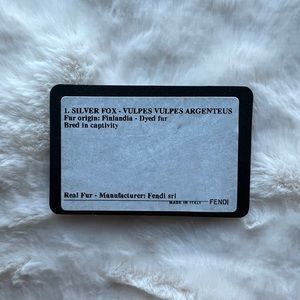 1. SILVER FOX - VULPES VULPES ARGENTEUS
Fur origin: Finlandia - Dyed fur
Bred in captivity
Real Fur - Manufacturer: Fendi srl
MADE IN ITALY FENDI